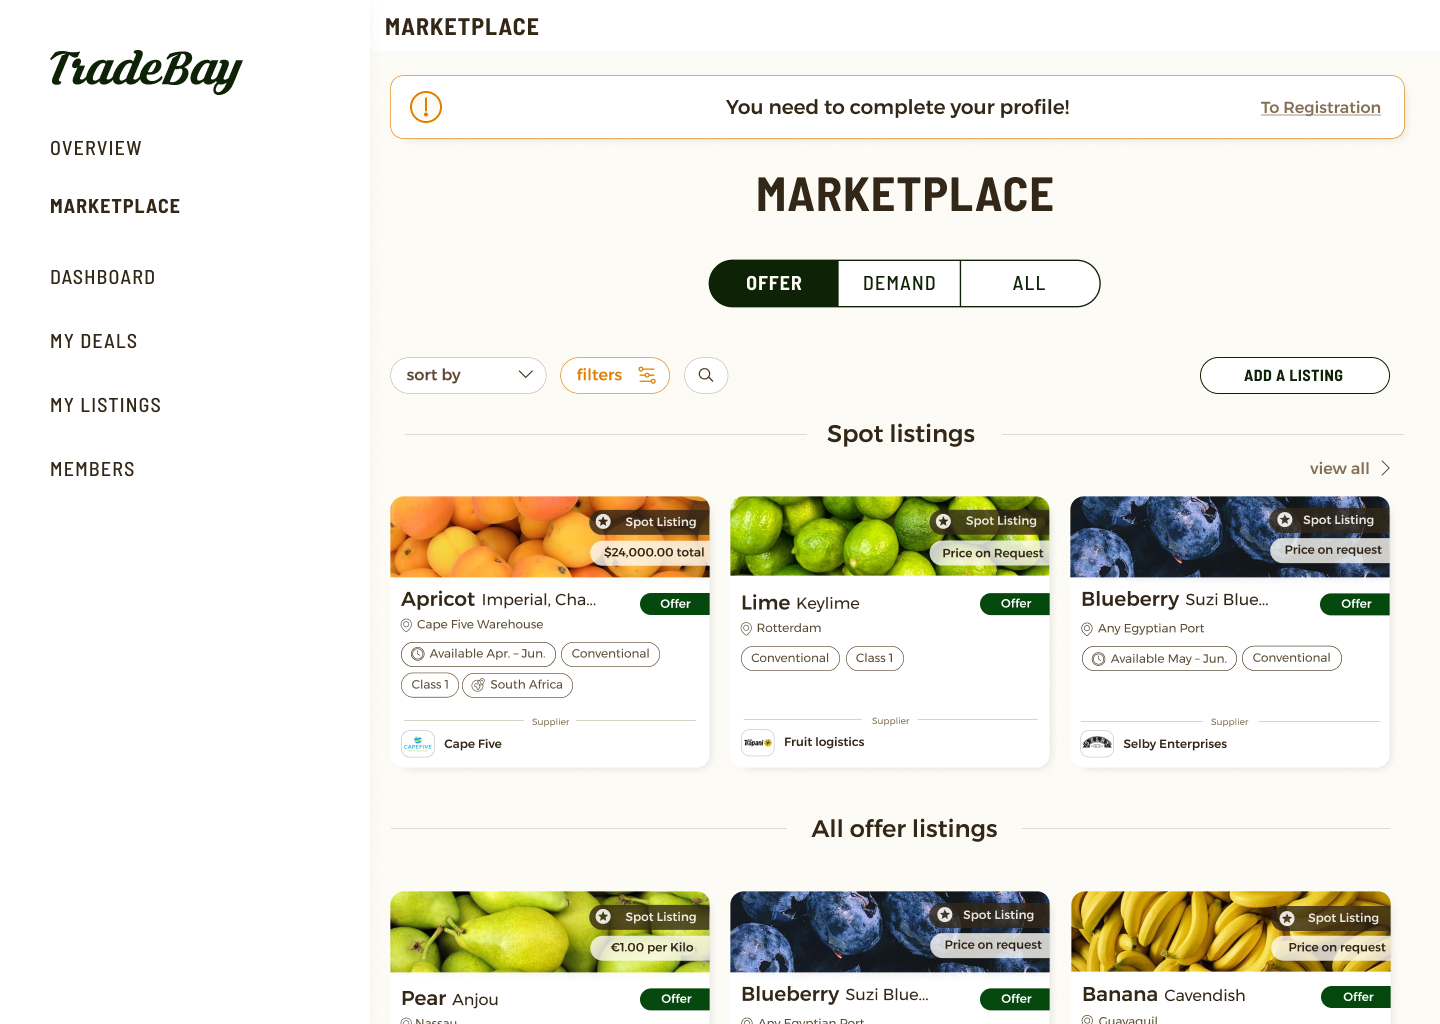 TradeBay
OVERVIEW
MARKETPLACE
DASHBOARD
MY DEALS
MY LISTINGS
MEMBERS
MARKETPLACE
You need to complete your profile!
To Registration
MARKETPLACE
OFFER
DEMAND
ALL
sort by
filters
ADD A LISTING
Spot listings
view all
Spot Listing
$24,000.00 total
Apricot Imperial, Cha...
Offer
Cape Five Warehouse
Available Apr. – Jun.
Conventional
Class 1
South Africa
Supplier
CAPEFIVE
Cape Five
Spot Listing
Price on Request
Lime Keylime
Offer
Rotterdam
Conventional
Class 1
Supplier
Fruit logistics
Spot Listing
Price on request
Blueberry Suzi Blue...
Offer
Any Egyptian Port
Available May – Jun.
Conventional
Supplier
Selby Enterprises
All offer listings
Spot Listing
€1.00 per Kilo
Pear Anjou
Offer
Nassau
Spot Listing
Price on request
Blueberry Suzi Blue...
Offer
Any Egyptian Port
Spot Listing
Price on request
Banana Cavendish
Offer
Guayaquil